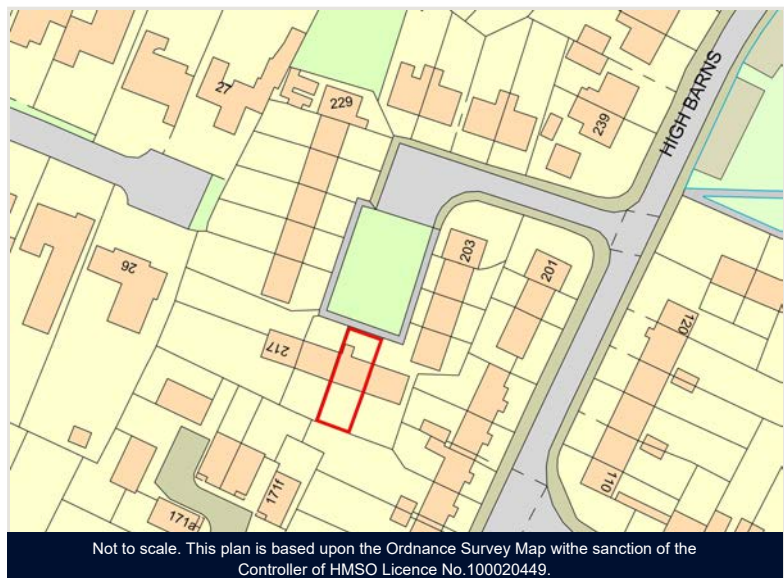 229
27
HIGH BARNS
239
203
201
26
217
120
110
171f
171a
Not to scale. This plan is based upon the Ordnance Survey Map withe sanction of the
Controller of HMSO Licence No.100020449.